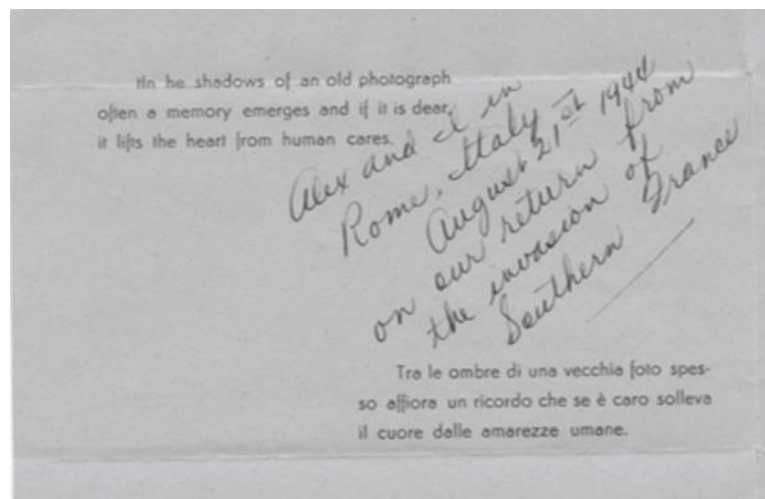 tIn he shadows of an old photograph
often a memory emerges and if it is dear,
it lifts the heart from human cares.
Alex and I in
Rome, Italy
August 21st 1944
on our return from
the invasion of
Southern France
Tra le ombre di una vecchia foto spes-
so affiora un ricordo che se è caro solleva
il cuore dalle amarezze umane.